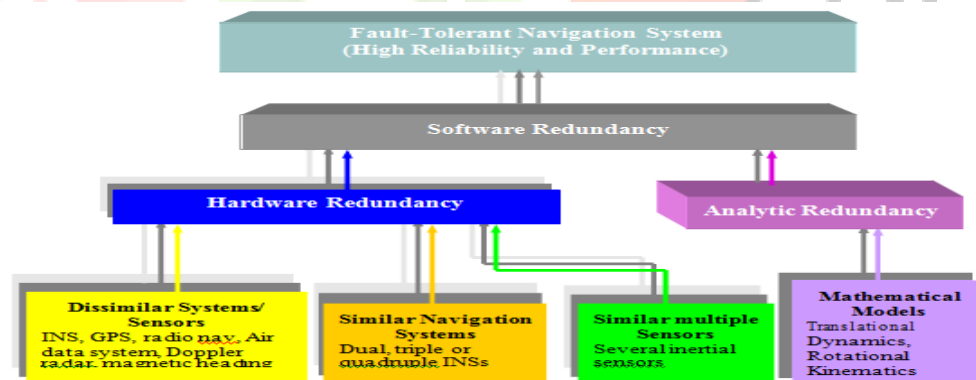 Fault-Tolerant Navigation System
(High Reliability and Performance)
Software Redundancy
Hardware Redundancy
Analytic Redundancy
Dissimilar Systems/
Sensors
INS, GPS, radio nav, Air
data system, Doppler
radar magnetic heading
Similar Navigation
Systems
Dual, triple or
quadruple INSs
Similar multiple
Sensors
Several inertial
sensors
Mathematical
Models
Translational
Dynamics,
Rotational
Kinematics